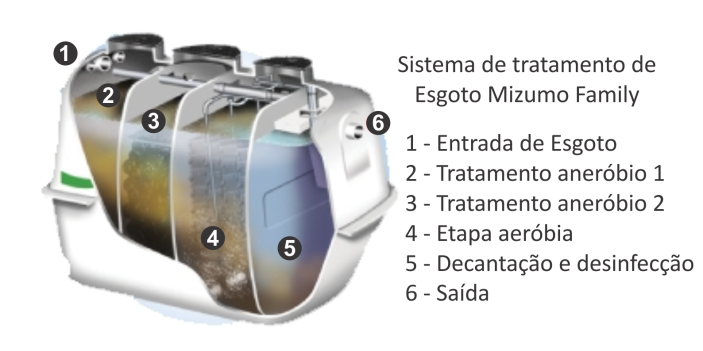 1
2
3
4
5
6
Sistema de tratamento de
Esgoto Mizumo Family
1 - Entrada de Esgoto
2 - Tratamento aneróbio 1
3 - Tratamento aneróbio 2
4 - Etapa aeróbia
5 - Decantação e desinfecção
6 - Saída